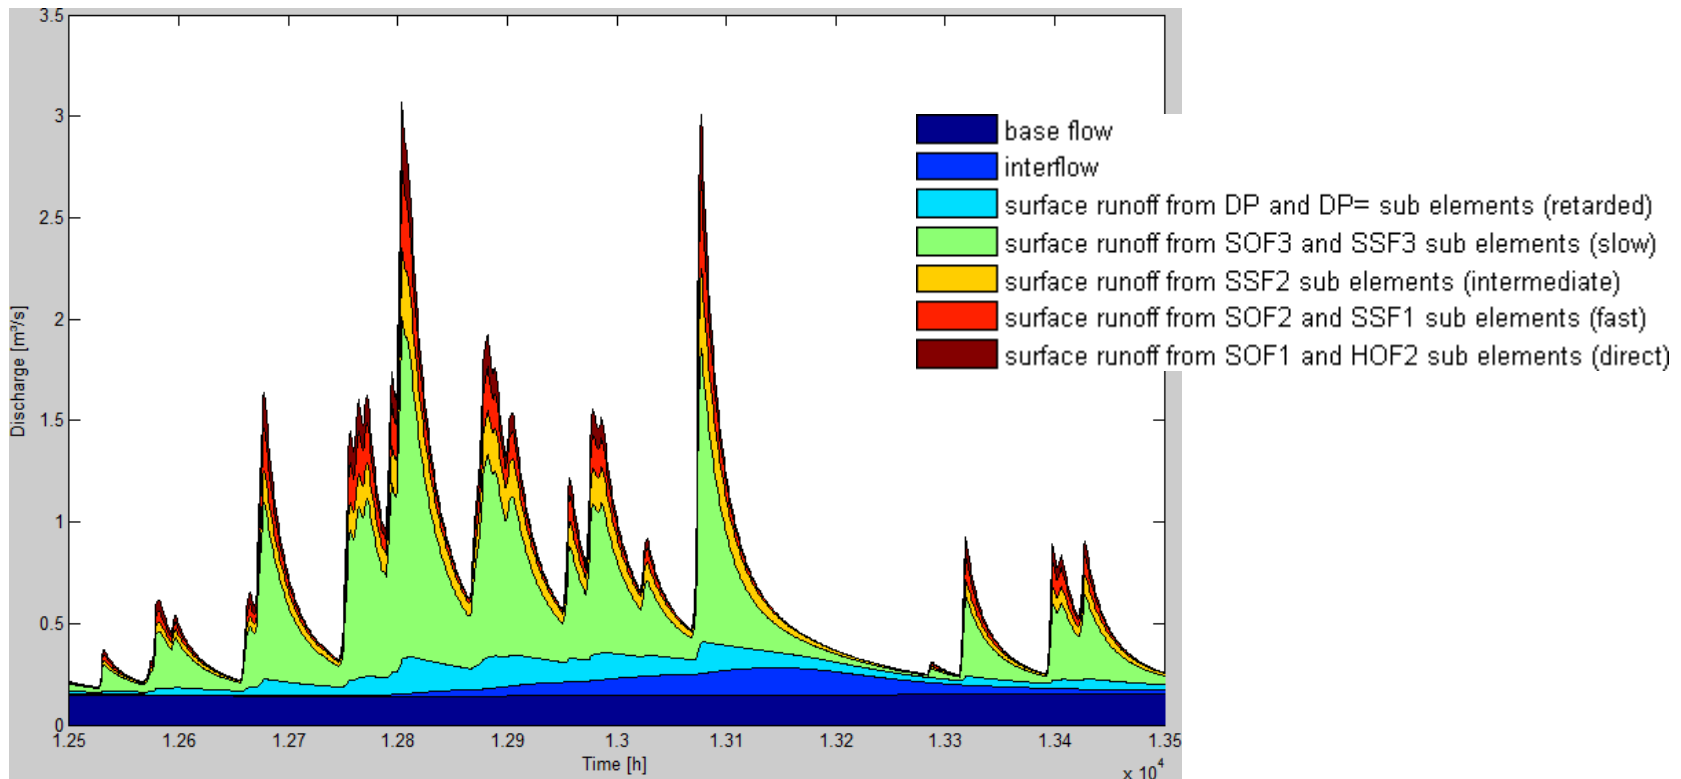 3.5
3
2.5
2
1.5
1
0.5
0
Discharge [m³/s]
1.25 1.26 1.27 1.28 1.29 1.3 1.31 1.32 1.33 1.34 1.35
Time [h]
x 10⁴
base flow
interflow
surface runoff from DP and DP= sub elements (retarded)
surface runoff from SOF3 and SSF3 sub elements (slow)
surface runoff from SSF2 sub elements (intermediate)
surface runoff from SOF2 and SSF1 sub elements (fast)
surface runoff from SOF1 and HOF2 sub elements (direct)